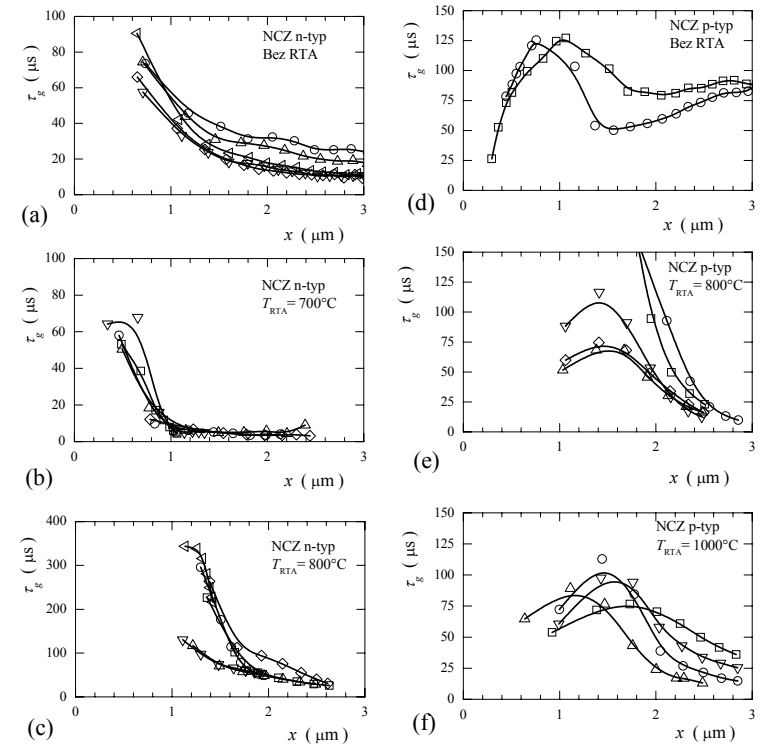 100
80
60
40
20
0
τg ( μs )
NCZ n-typ
Bez RTA
0
1
2
3
x ( μm )
(a)
100
80
60
40
20
0
τg ( μs )
NCZ n-typ
TRTA= 700°C
0
1
2
3
x ( μm )
(b)
400
300
200
100
0
τg ( μs )
NCZ n-typ
TRTA= 800°C
0
1
2
3
x ( μm )
(c)
150
125
100
75
50
25
0
τg ( μs )
NCZ p-typ
Bez RTA
0
1
2
3
x ( μm )
(d)
150
125
100
75
50
25
0
τg ( μs )
NCZ p-typ
TRTA= 800°C
0
1
2
3
x ( μm )
(e)
150
125
100
75
50
25
0
τg ( μs )
NCZ p-typ
TRTA= 1000°C
0
1
2
3
x ( μm )
(f)